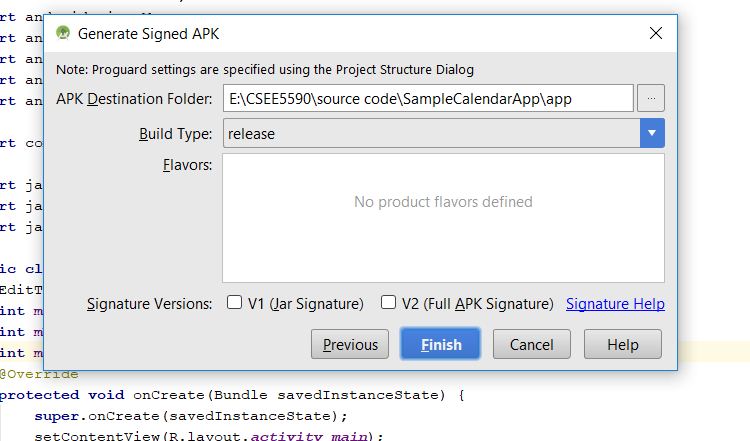 rt android.view.Menu
Generate Signed APK
rt an
rt an
rt an
Note: Proguard settings are specified using the Project Structure Dialog
rt an
APK Destination Folder: E:\CSEE5590\source code\SampleCalendarApp\app ...
rt co
Build Type: release
Flavors:
rt ja
rt ja
No product flavors defined
rt ja
ic cl
EditT
int m
Signature Versions: V1 (Jar Signature) V2 (Full APK Signature) Signature Help
int m
int m
Previous Finish Cancel Help
@Override
protected void onCreate(Bundle savedInstanceState) {
super.onCreate(savedInstanceState);
setContentView(R.layout.activity_main);